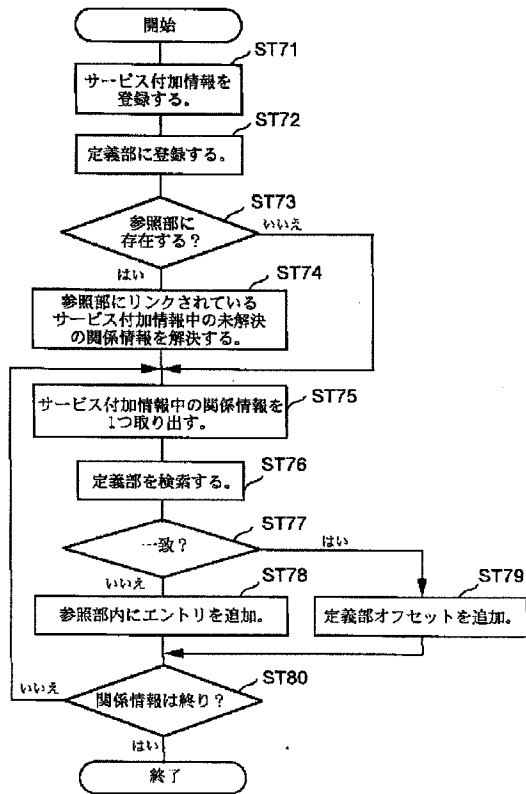 開始
ST71
サービス付加情報を
登録する。
ST72
定義部に登録する。
ST73
参照部に
存在する？
いいえ
はい
ST74
参照部にリンクされている
サービス付加情報中の未解決
の関係情報を解決する。
ST75
サービス付加情報中の関係情報を
1つ取り出す。
ST76
定義部を検索する。
ST77
一致？
はい
いいえ
ST78
参照部内にエントリを追加。
ST79
定義部オフセットを追加。
ST80
いいえ
関係情報は終り？
はい
終了